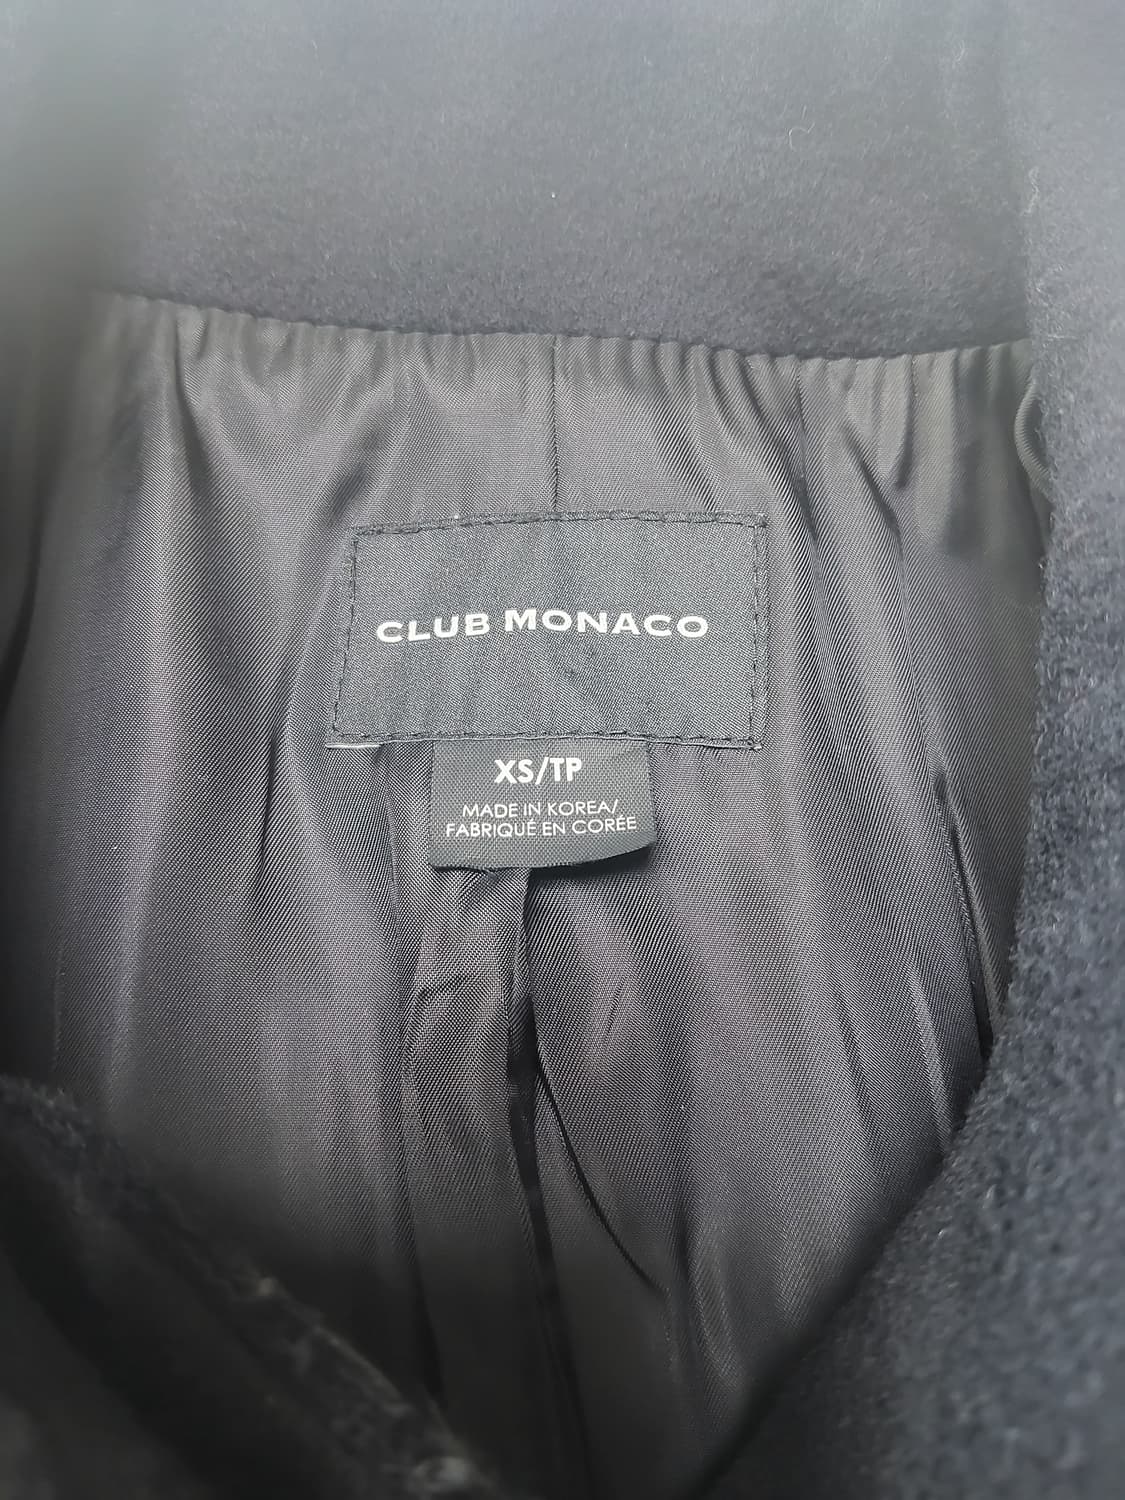 CLUB MONACO
XS/TP
MADE IN KOREA/
FABRIQUÉ EN CORÉE